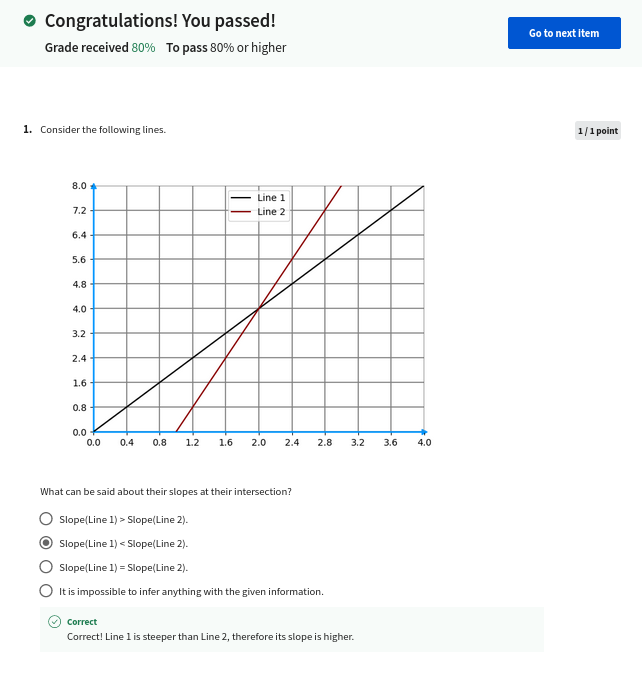 Congratulations! You passed!
Grade received 80% To pass 80% or higher
Go to next item
1. Consider the following lines.
1 / 1 point
8.0
7.2
6.4
5.6
4.8
4.0
3.2
2.4
1.6
0.8
0.0
Line 1
Line 2
0.0 0.4 0.8 1.2 1.6 2.0 2.4 2.8 3.2 3.6 4.0
What can be said about their slopes at their intersection?
Slope(Line 1) > Slope(Line 2).
Slope(Line 1) < Slope(Line 2).
Slope(Line 1) = Slope(Line 2).
It is impossible to infer anything with the given information.
Correct
Correct! Line 1 is steeper than Line 2, therefore its slope is higher.